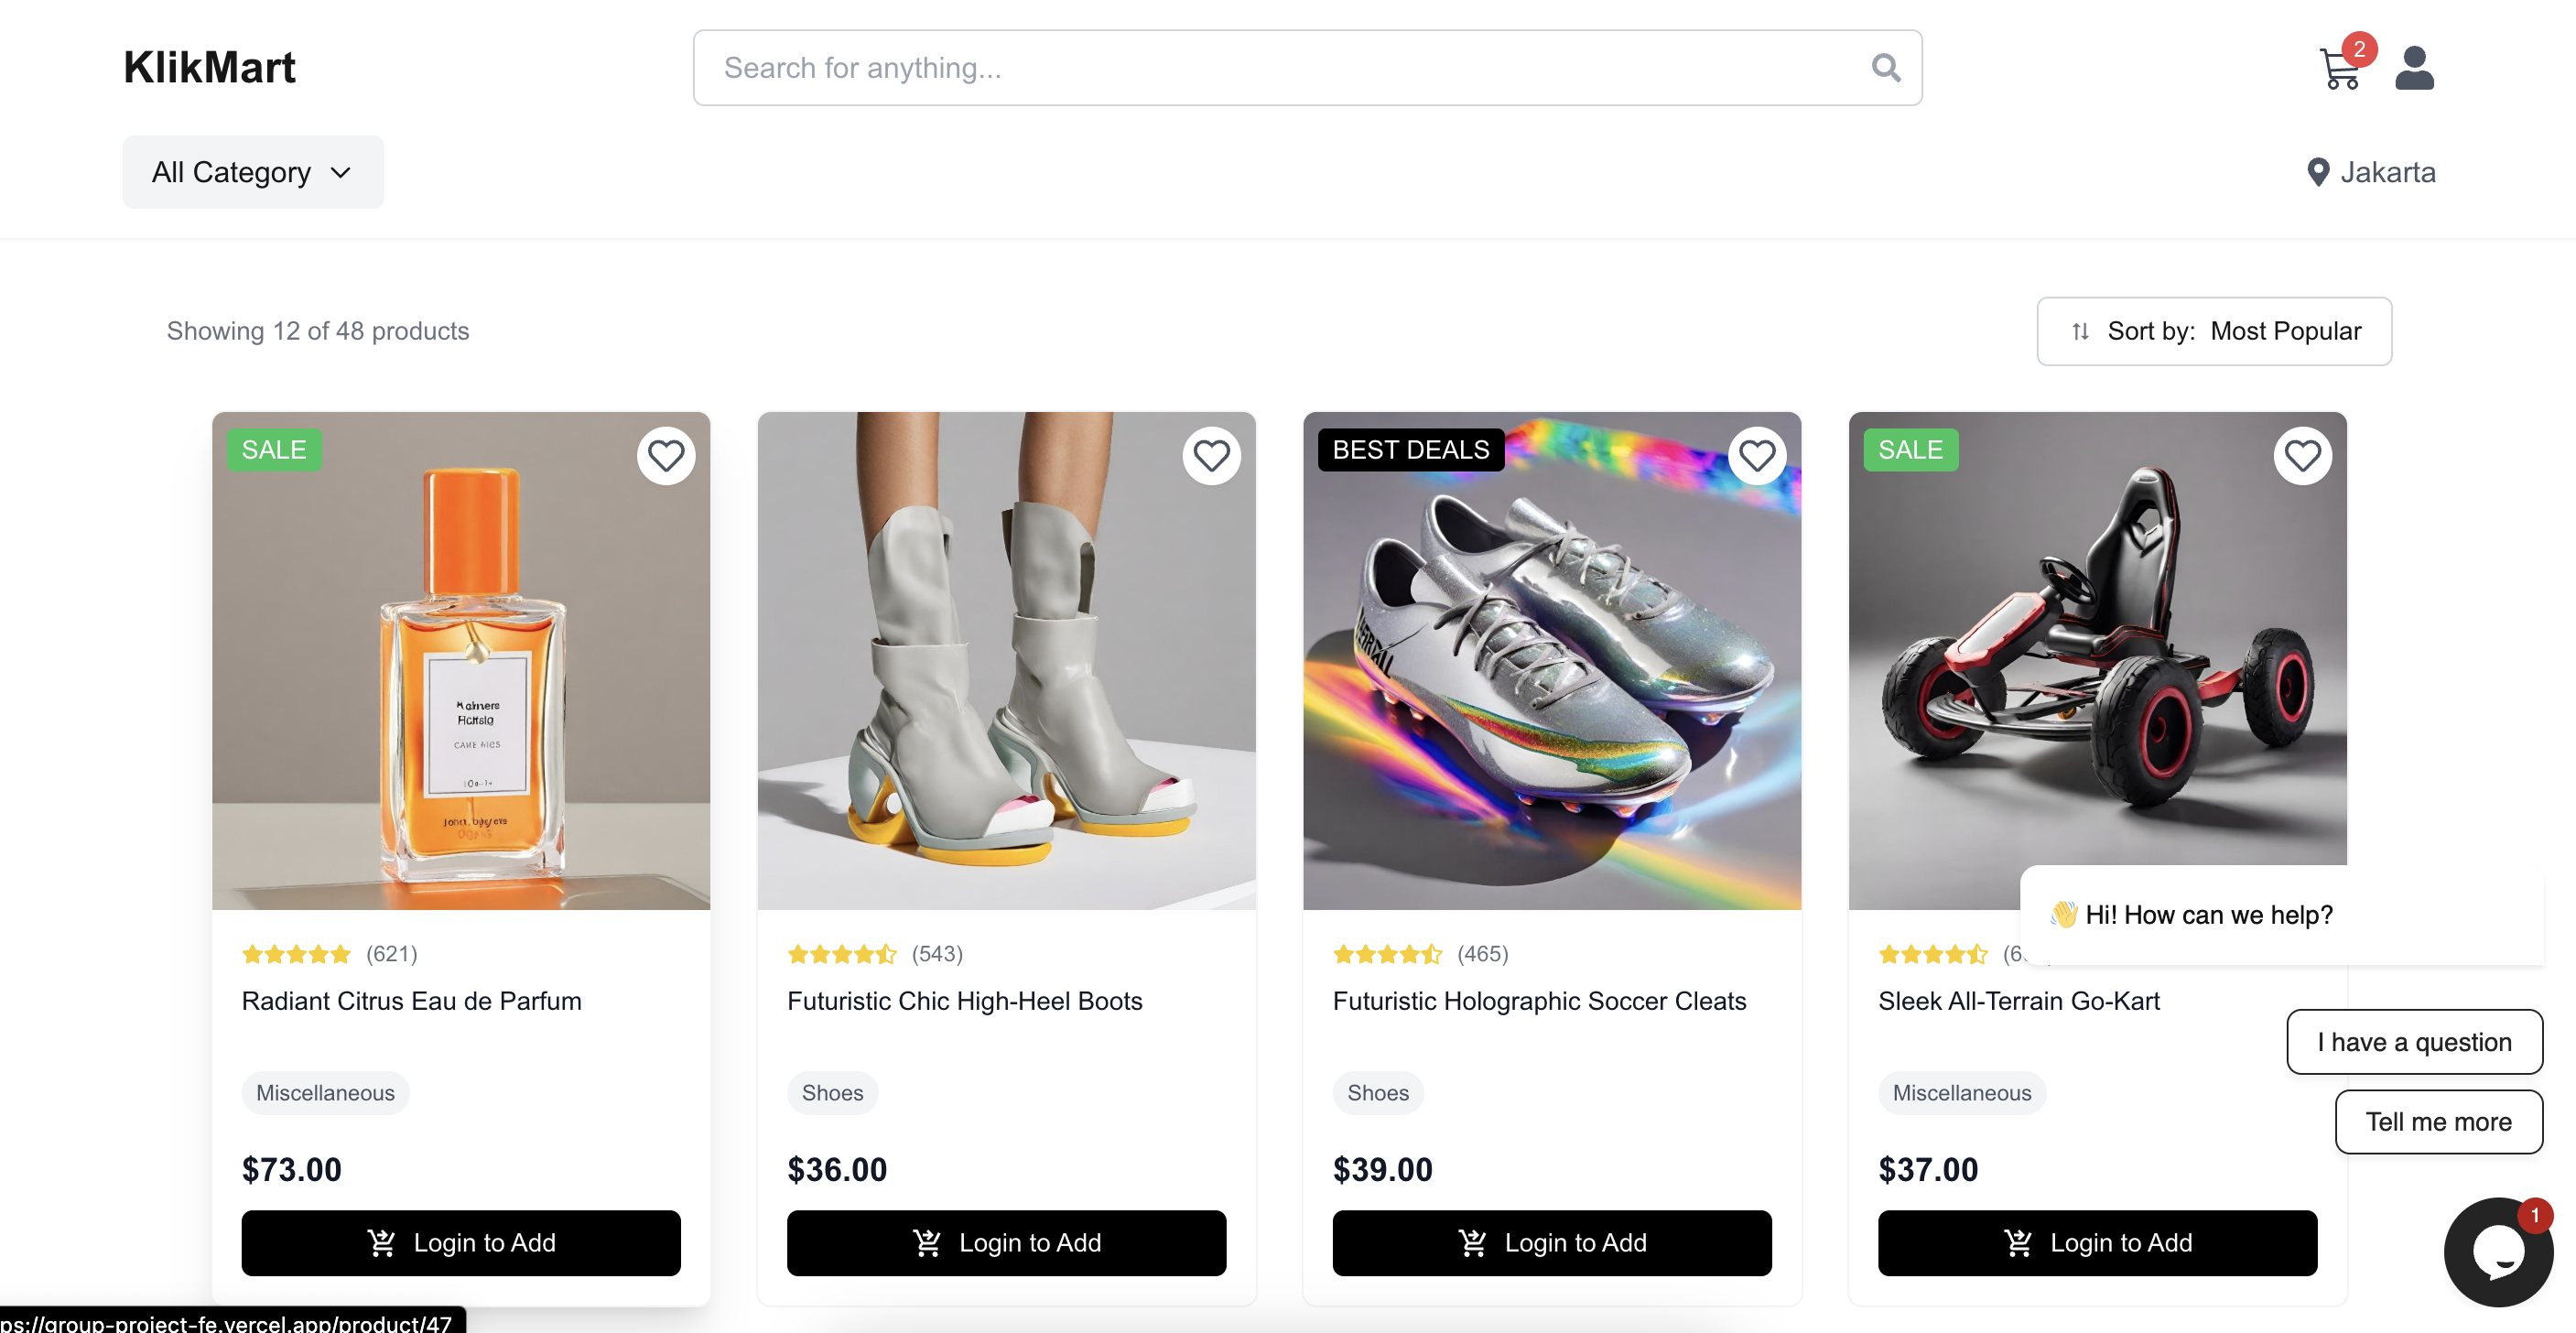 KlikMart
Search for anything...
2
All Category
Jakarta
Showing 12 of 48 products
Sort by: Most Popular
SALE
BEST DEALS
SALE
CARE
(621)
(543)
(465)
👋 Hi! How can we help?
Radiant Citrus Eau de Parfum
Futuristic Chic High-Heel Boots
Futuristic Holographic Soccer Cleats
Sleek All-Terrain Go-Kart
I have a question
Miscellaneous
Shoes
Shoes
Miscellaneous
Tell me more
$73.00
$36.00
$39.00
$37.00
Login to Add
Login to Add
Login to Add
Login to Add
1
ps://group-project-fe.vercel.app/product/47